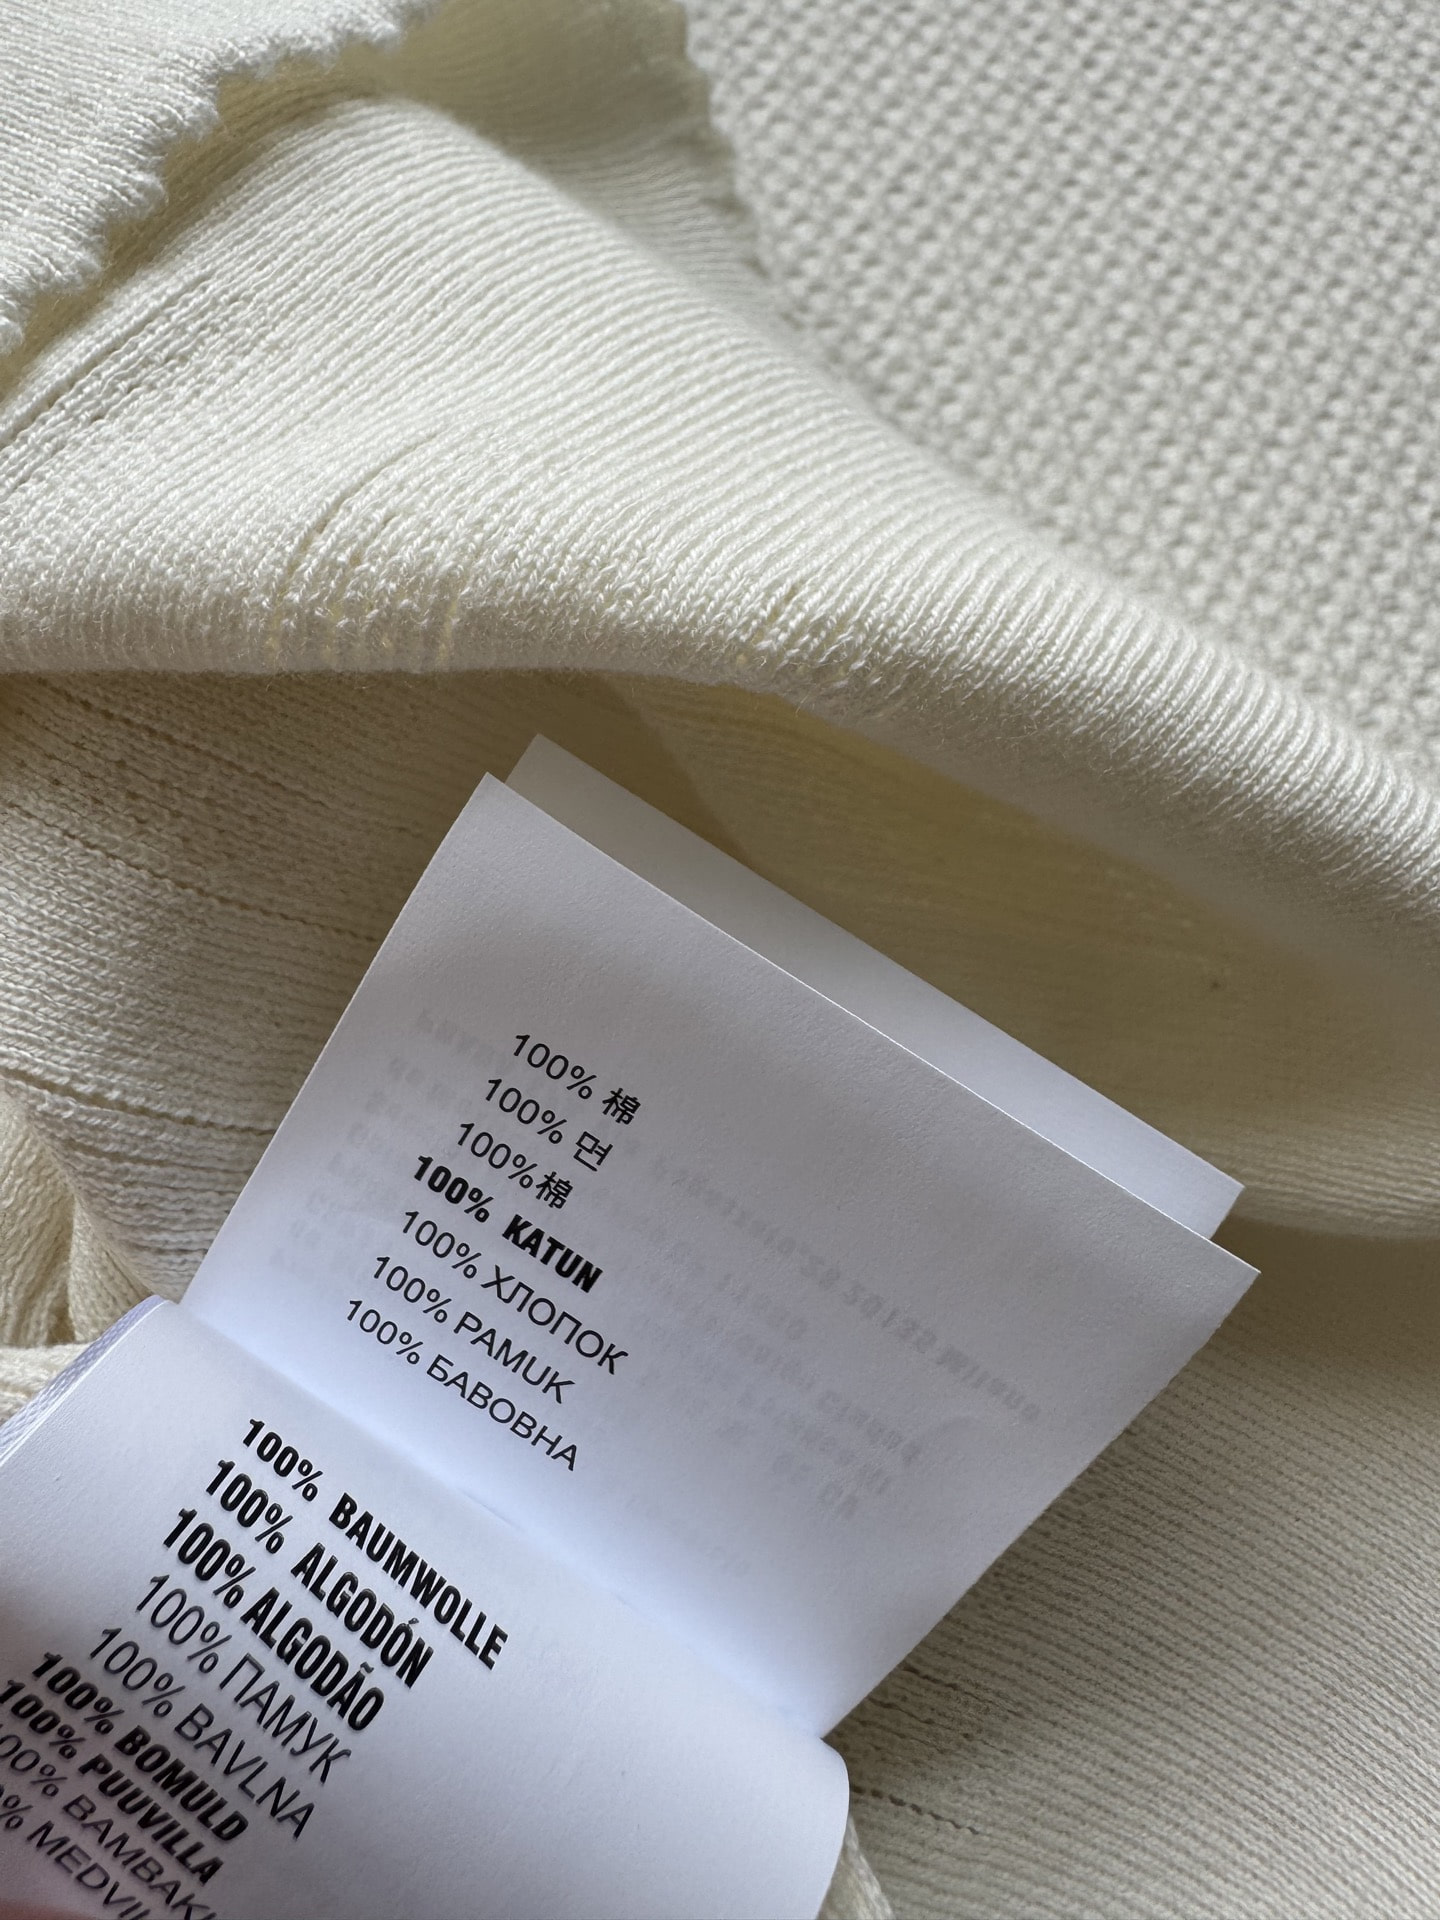 100% 棉
100% 면
100%棉
100% KATUN
100% ХЛОПОК
100% PAMUK
100% БАВОВНА
100% BAUMWOLLE
100% ALGODÓN
100% ALGODÃO
100% ПАМУК
100% BAVLNA
100% BOMULD
100% PUUVILLA